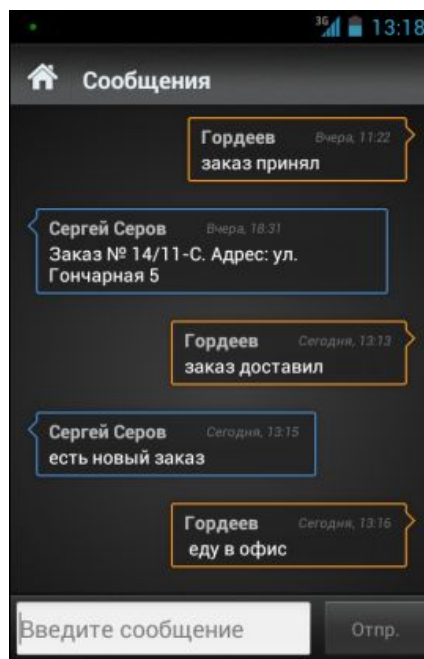 3G 13:18
Сообщения
Гордеев Вчера, 11:22
заказ принял
Сергей Серов Вчера, 18:31
Заказ № 14/11-С. Адрес: ул.
Гончарная 5
Гордеев Сегодня, 13:13
заказ доставил
Сергей Серов Сегодня, 13:15
есть новый заказ
Гордеев Сегодня, 13:16
еду в офис
Введите сообщение Отпр.